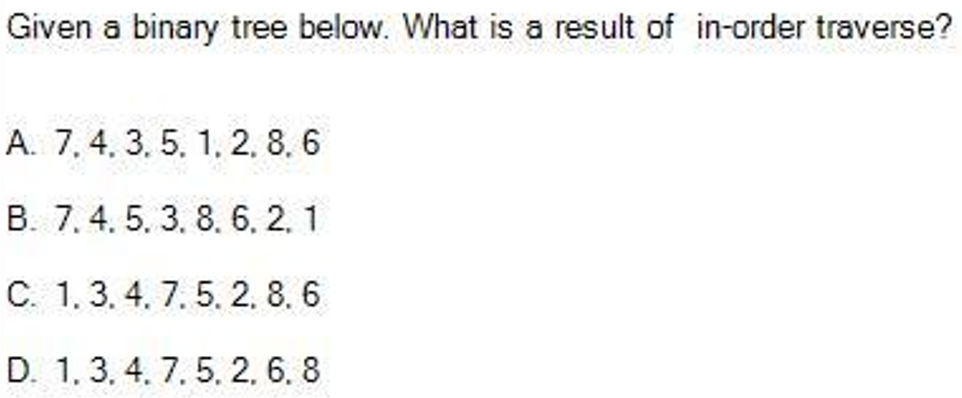 Given a binary tree below. What is a result of in-order traverse?
A. 7, 4, 3, 5, 1, 2, 8, 6
B. 7, 4, 5, 3, 8, 6, 2, 1
C. 1, 3, 4, 7, 5, 2, 8, 6
D. 1, 3, 4, 7, 5, 2, 6, 8